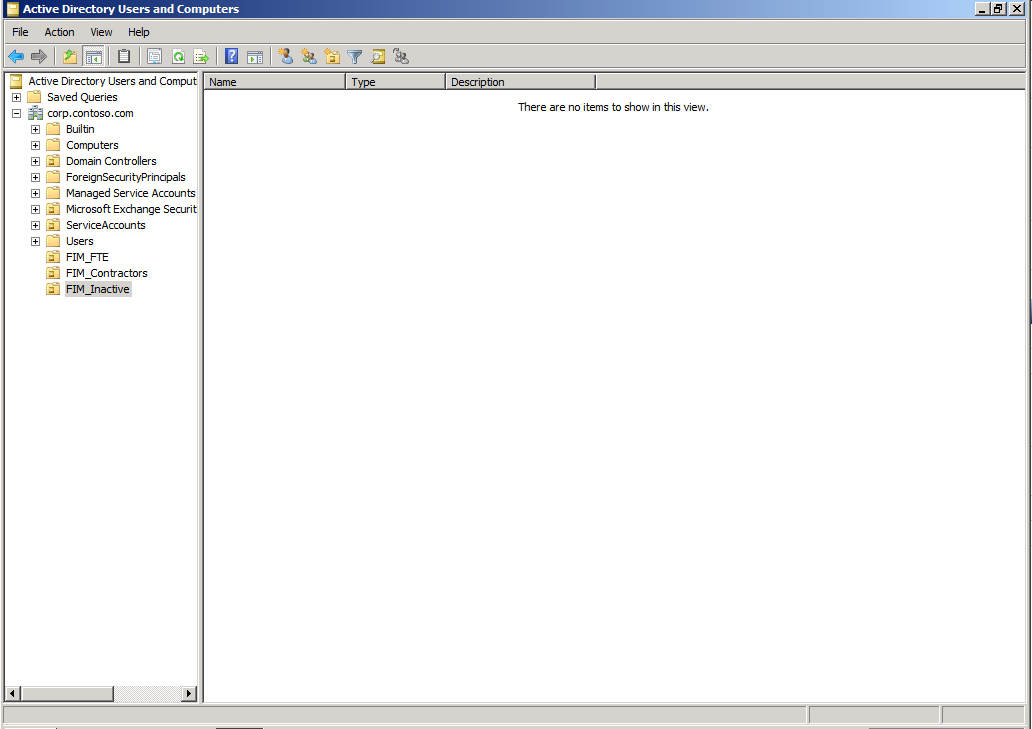 Active Directory Users and Computers
File Action View Help
Name Type Description
Active Directory Users and Comput
Saved Queries
corp.contoso.com
Builtin
Computers
Domain Controllers
ForeignSecurityPrincipals
Managed Service Accounts
Microsoft Exchange Securit
ServiceAccounts
Users
FIM_FTE
FIM_Contractors
FIM_Inactive
There are no items to show in this view.